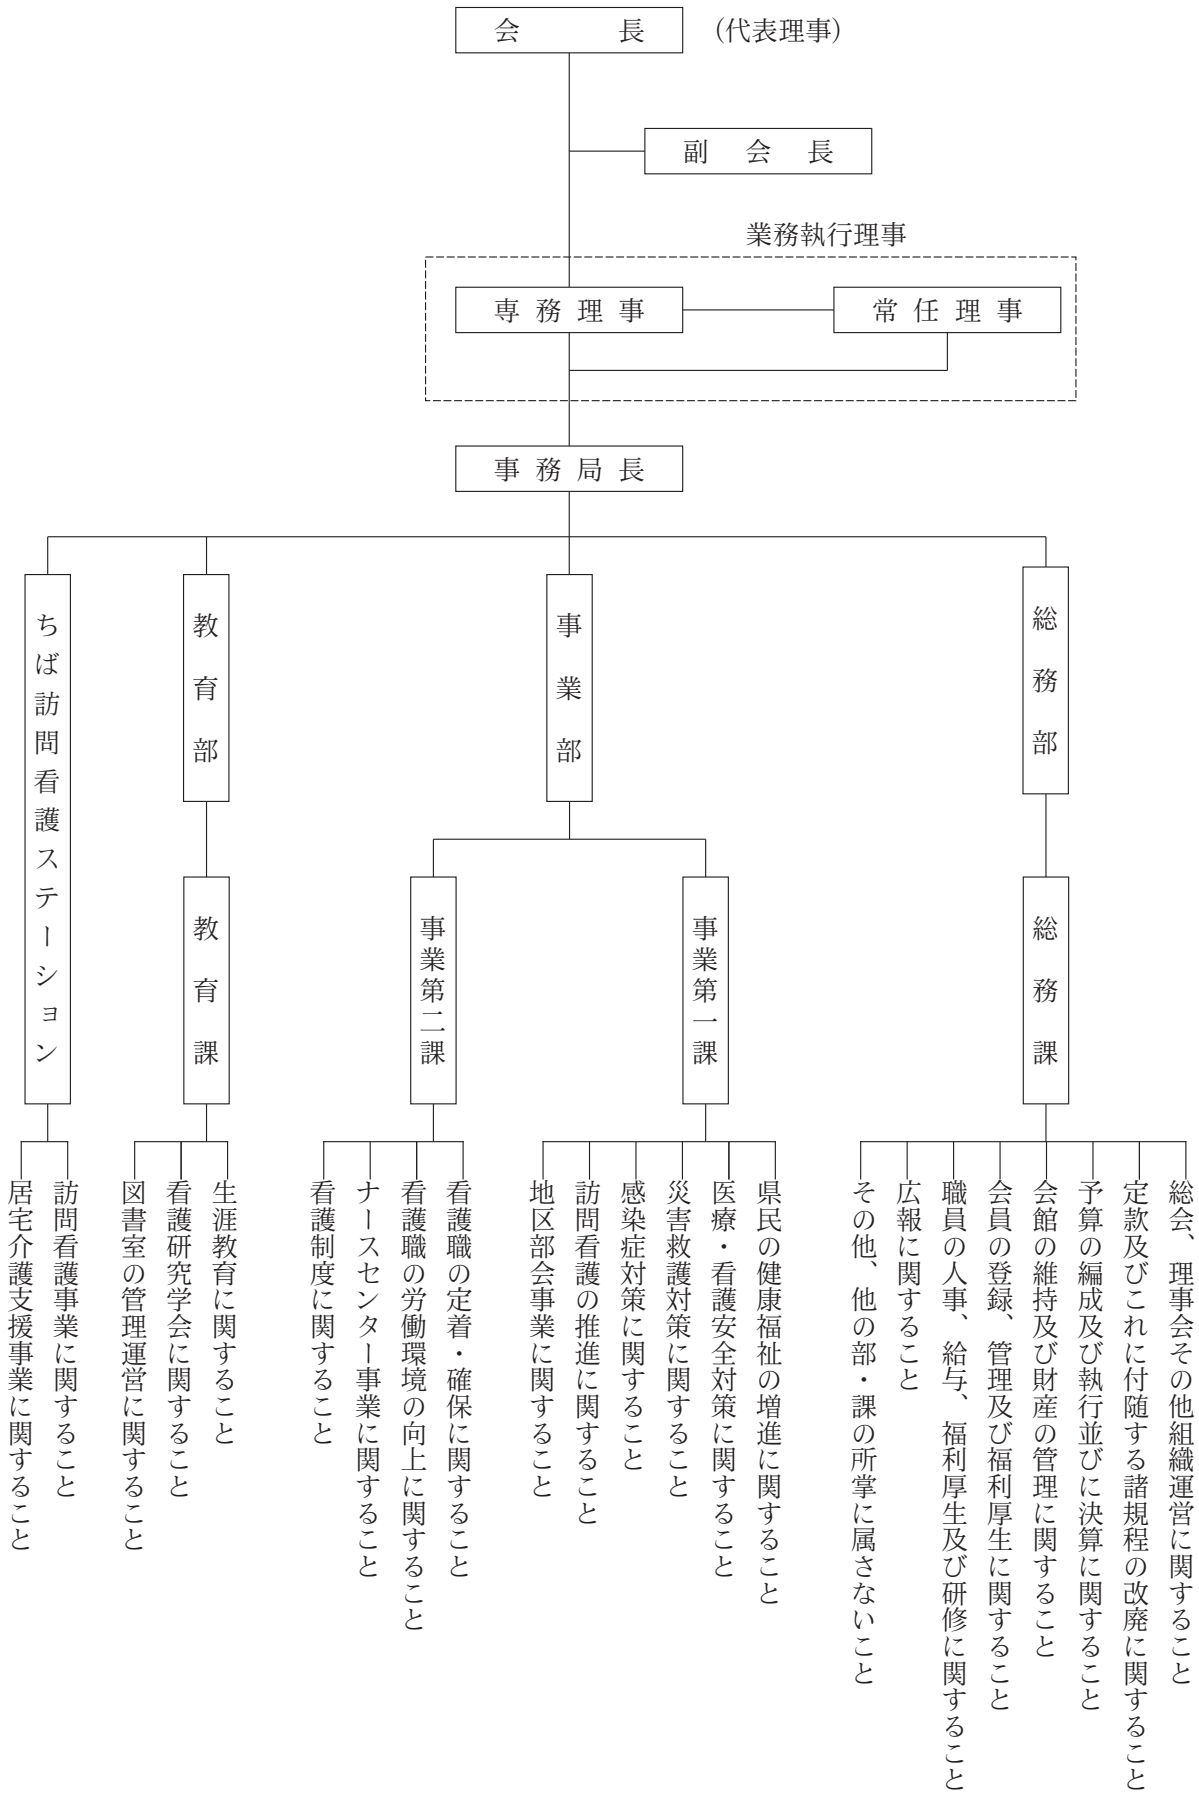 会長 (代表理事)
副会長
業務執行理事
専務理事
常任理事
事務局長
総務部
総務課
総会、理事会その他組織運営に関すること
定款及びこれに付随する諸規程の改廃に関すること
予算の編成及び執行並びに決算に関すること
会館の維持及び財産の管理に関すること
会員の登録、管理及び福利厚生に関すること
職員の人事、給与、福利厚生及び研修に関すること
広報に関すること
その他、他の部・課の所掌に属さないこと
事業部
事業第一課
県民の健康福祉の増進に関すること
医療・看護安全対策に関すること
災害救護対策に関すること
感染症対策に関すること
訪問看護の推進に関すること
地区部会事業に関すること
事業第二課
看護職の定着・確保に関すること
看護職の労働環境の向上に関すること
ナースセンター事業に関すること
看護制度に関すること
教育部
教育課
生涯教育に関すること
看護研究学会に関すること
図書室の管理運営に関すること
ちば訪問看護ステーション
訪問看護事業に関すること
居宅介護支援事業に関すること